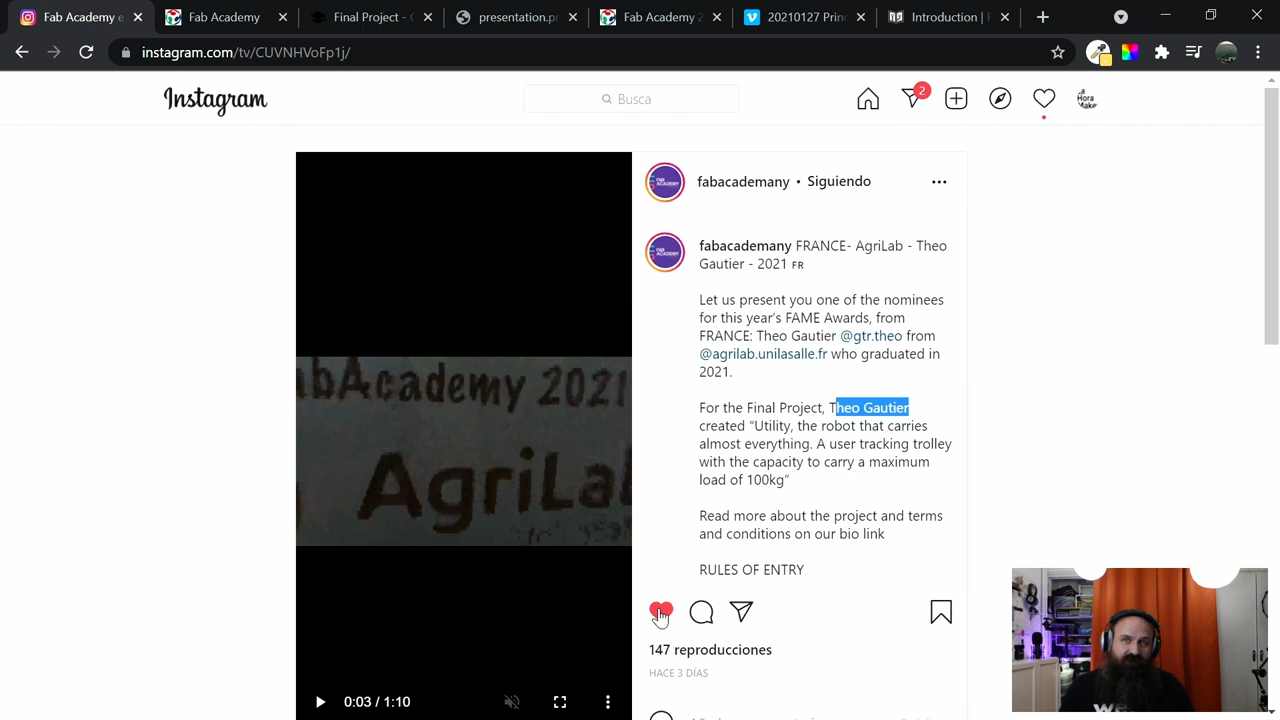 Fab Academy e
Fab Academy
Final Project - G
presentation.p
Fab Academy 2
20210127 Prin
Introduction |
instagram.com/tv/CUVNHVoFp1j/
Instagram
Busca
2
fabacademany • Siguiendo
fabacademany FRANCE- AgriLab - Theo
Gautier - 2021 FR
Let us present you one of the nominees
for this year's FAME Awards, from
FRANCE: Theo Gautier @gtr.theo from
@agrilab.unilasalle.fr who graduated in
2021.
For the Final Project, Theo Gautier
created “Utility, the robot that carries
almost everything. A user tracking trolley
with the capacity to carry a maximum
load of 100kg”
Read more about the project and terms
and conditions on our bio link
RULES OF ENTRY
147 reproducciones
HACE 3 DÍAS
abAcademy 2021
AgriLab
0:03 / 1:10